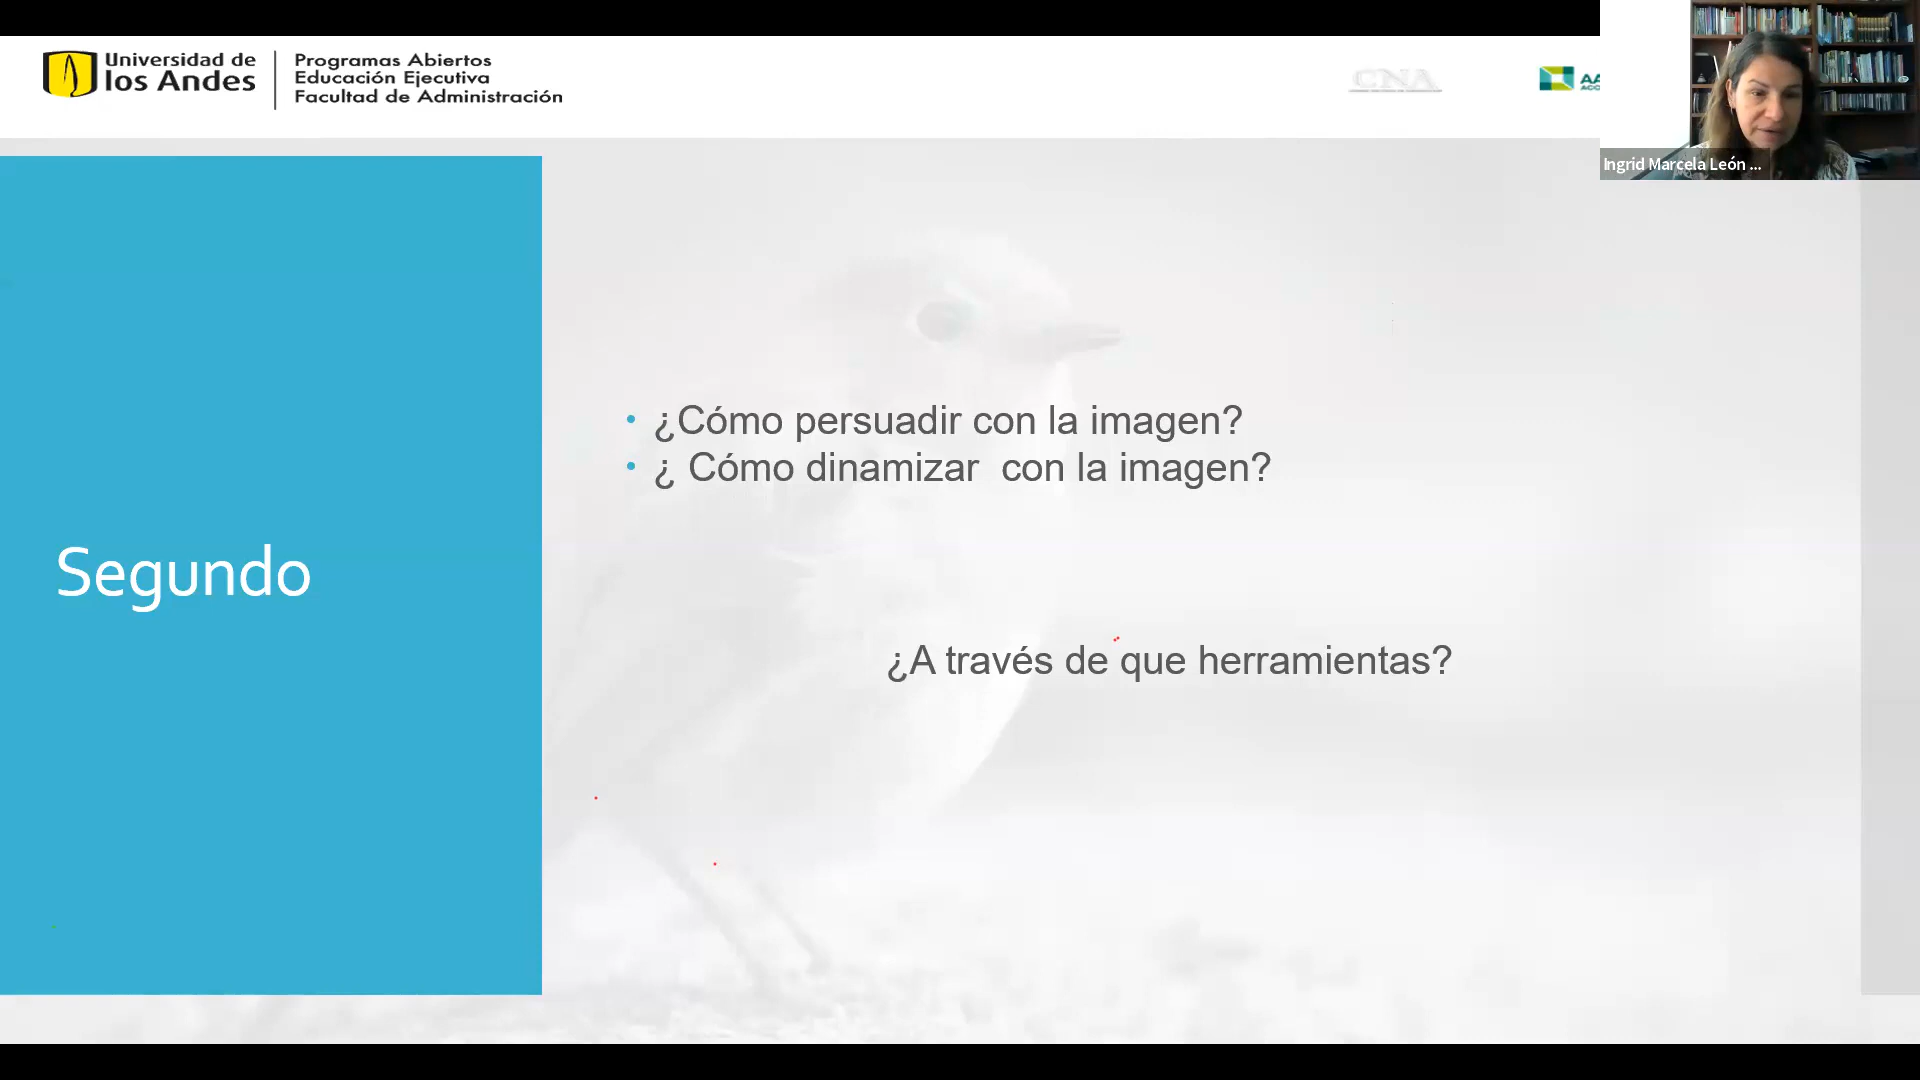 Universidad de
los Andes
Programas Abiertos
Educación Ejecutiva
Facultad de Administración
CNA
Ingrid Marcela León ...
Segundo
• ¿Cómo persuadir con la imagen?
• ¿ Cómo dinamizar  con la imagen?
¿A través de que herramientas?